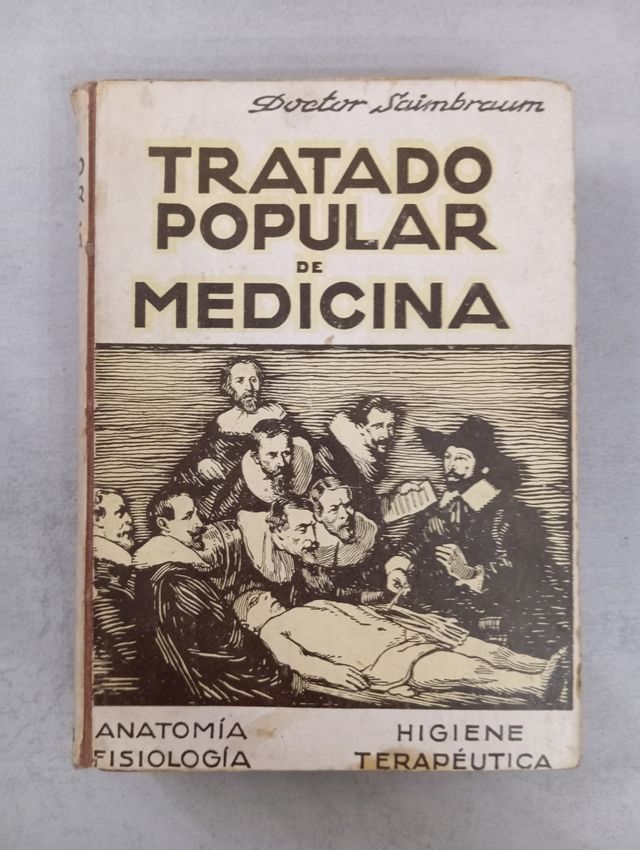 Doctor Saimbraum
TRATADO
POPULAR
DE
MEDICINA
ANATOMÍA
FISIOLOGÍA
HIGIENE
TERAPÉUTICA